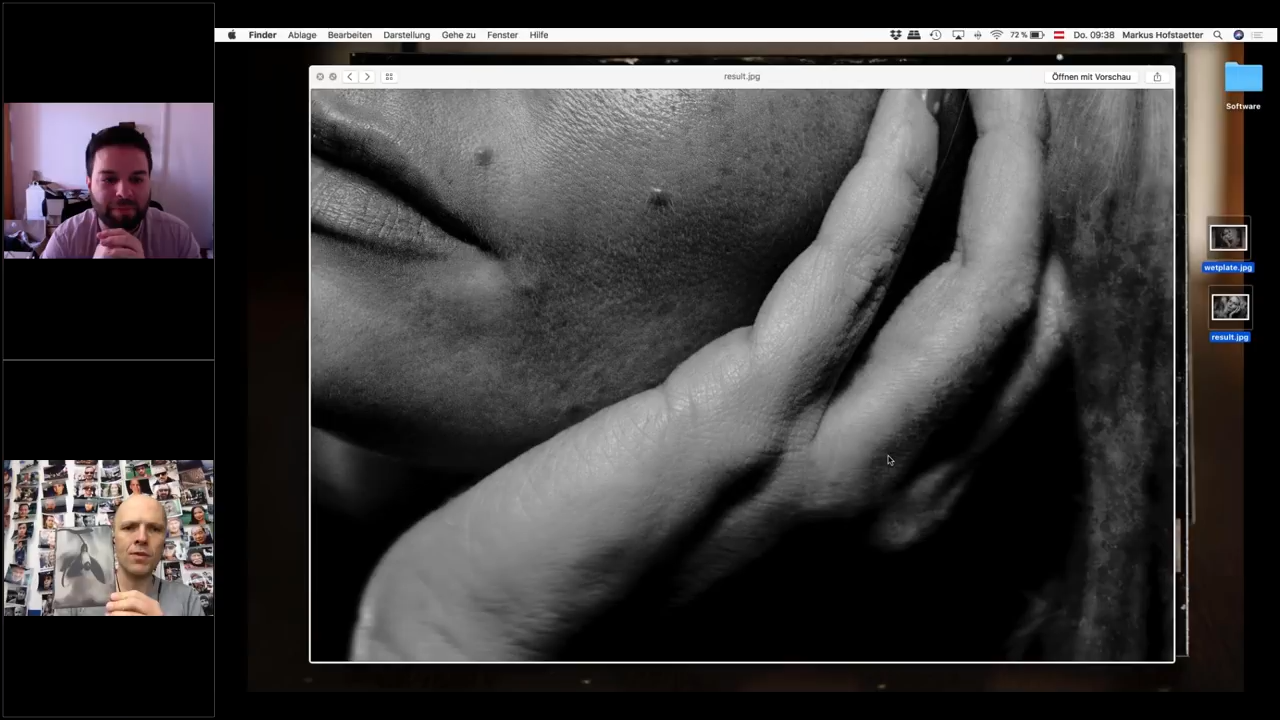 Finder Ablage Bearbeiten Darstellung Gehe zu Fenster Hilfe 72 % Do. 09:38 Markus Hofstaetter
result.jpg Öffnen mit Vorschau
Software
wetplate.jpg
result.jpg